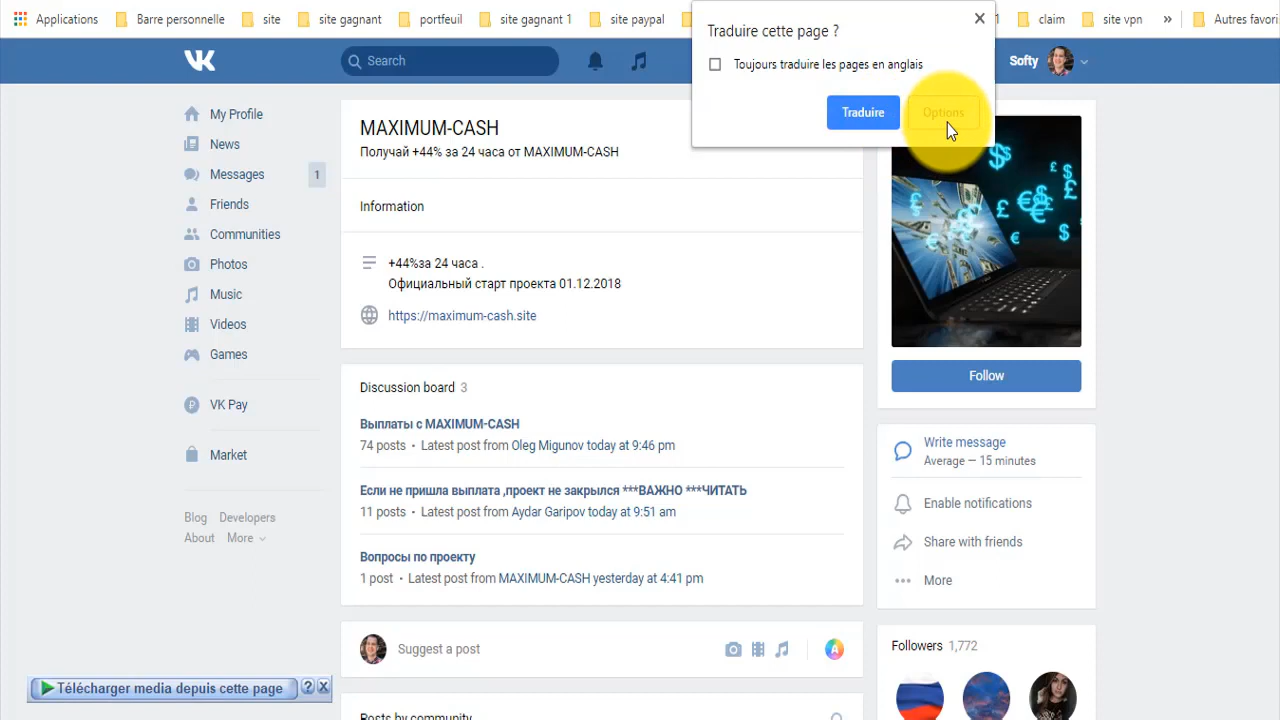 Applications
Barre personnelle
site
site gagnant
portfeuil
site gagnant 1
site paypal
1
claim
site vpn
»
Autres favori
Traduire cette page ?
Toujours traduire les pages en anglais
Traduire
Options
Search
Softy
My Profile
News
Messages
1
Friends
Communities
Photos
Music
Videos
Games
VK Pay
Market
Blog Developers
About More
MAXIMUM-CASH
Получай +44% за 24 часа от MAXIMUM-CASH
Information
+44%за 24 часа .
Официальный старт проекта 01.12.2018
https://maximum-cash.site
Discussion board 3
Выплаты с MAXIMUM-CASH
74 posts • Latest post from Oleg Migunov today at 9:46 pm
Если не пришла выплата ,проект не закрылся ***ВАЖНО ***ЧИТАТЬ
11 posts • Latest post from Aydar Garipov today at 9:51 am
Вопросы по проекту
1 post • Latest post from MAXIMUM-CASH yesterday at 4:41 pm
Suggest a post
Posts by community
Follow
Write message
Average — 15 minutes
Enable notifications
Share with friends
More
Followers 1,772
Télécharger media depuis cette page
? X